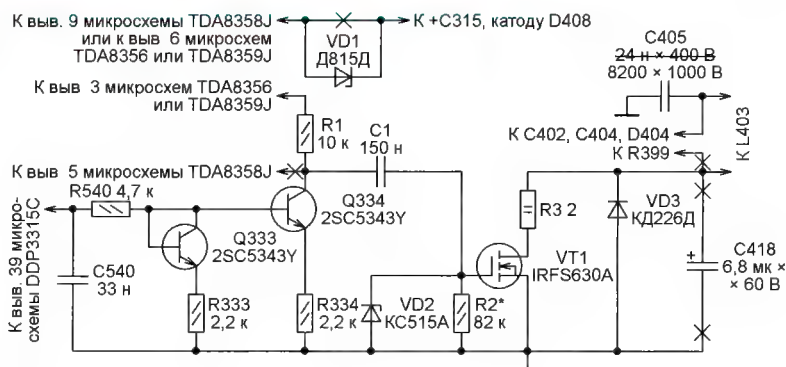 К выв. 9 микросхемы TDA8358J
или к выв 6 микросхем
TDA8356 или TDA8359J
К +С315, катоду D408
VD1
Д815Д
C405
24 н × 400 В
8200 × 1000 В
К выв 3 микросхем TDA8356
или TDA8359J
R1
10 к
C1
150 н
К С402, С404, D404
К R399
К L403
К выв 5 микросхемы TDA8358J
R540 4,7 к
Q334
2SC5343Y
Q333
2SC5343Y
R3 2
VD3
КД226Д
VT1
IRFS630A
C418
6,8 мк ×
× 60 В
+
К выв. 39 микро-
схемы DDP3315C
C540
33 н
R333
2,2 к
R334
2,2 к
VD2
КС515А
R2*
82 к